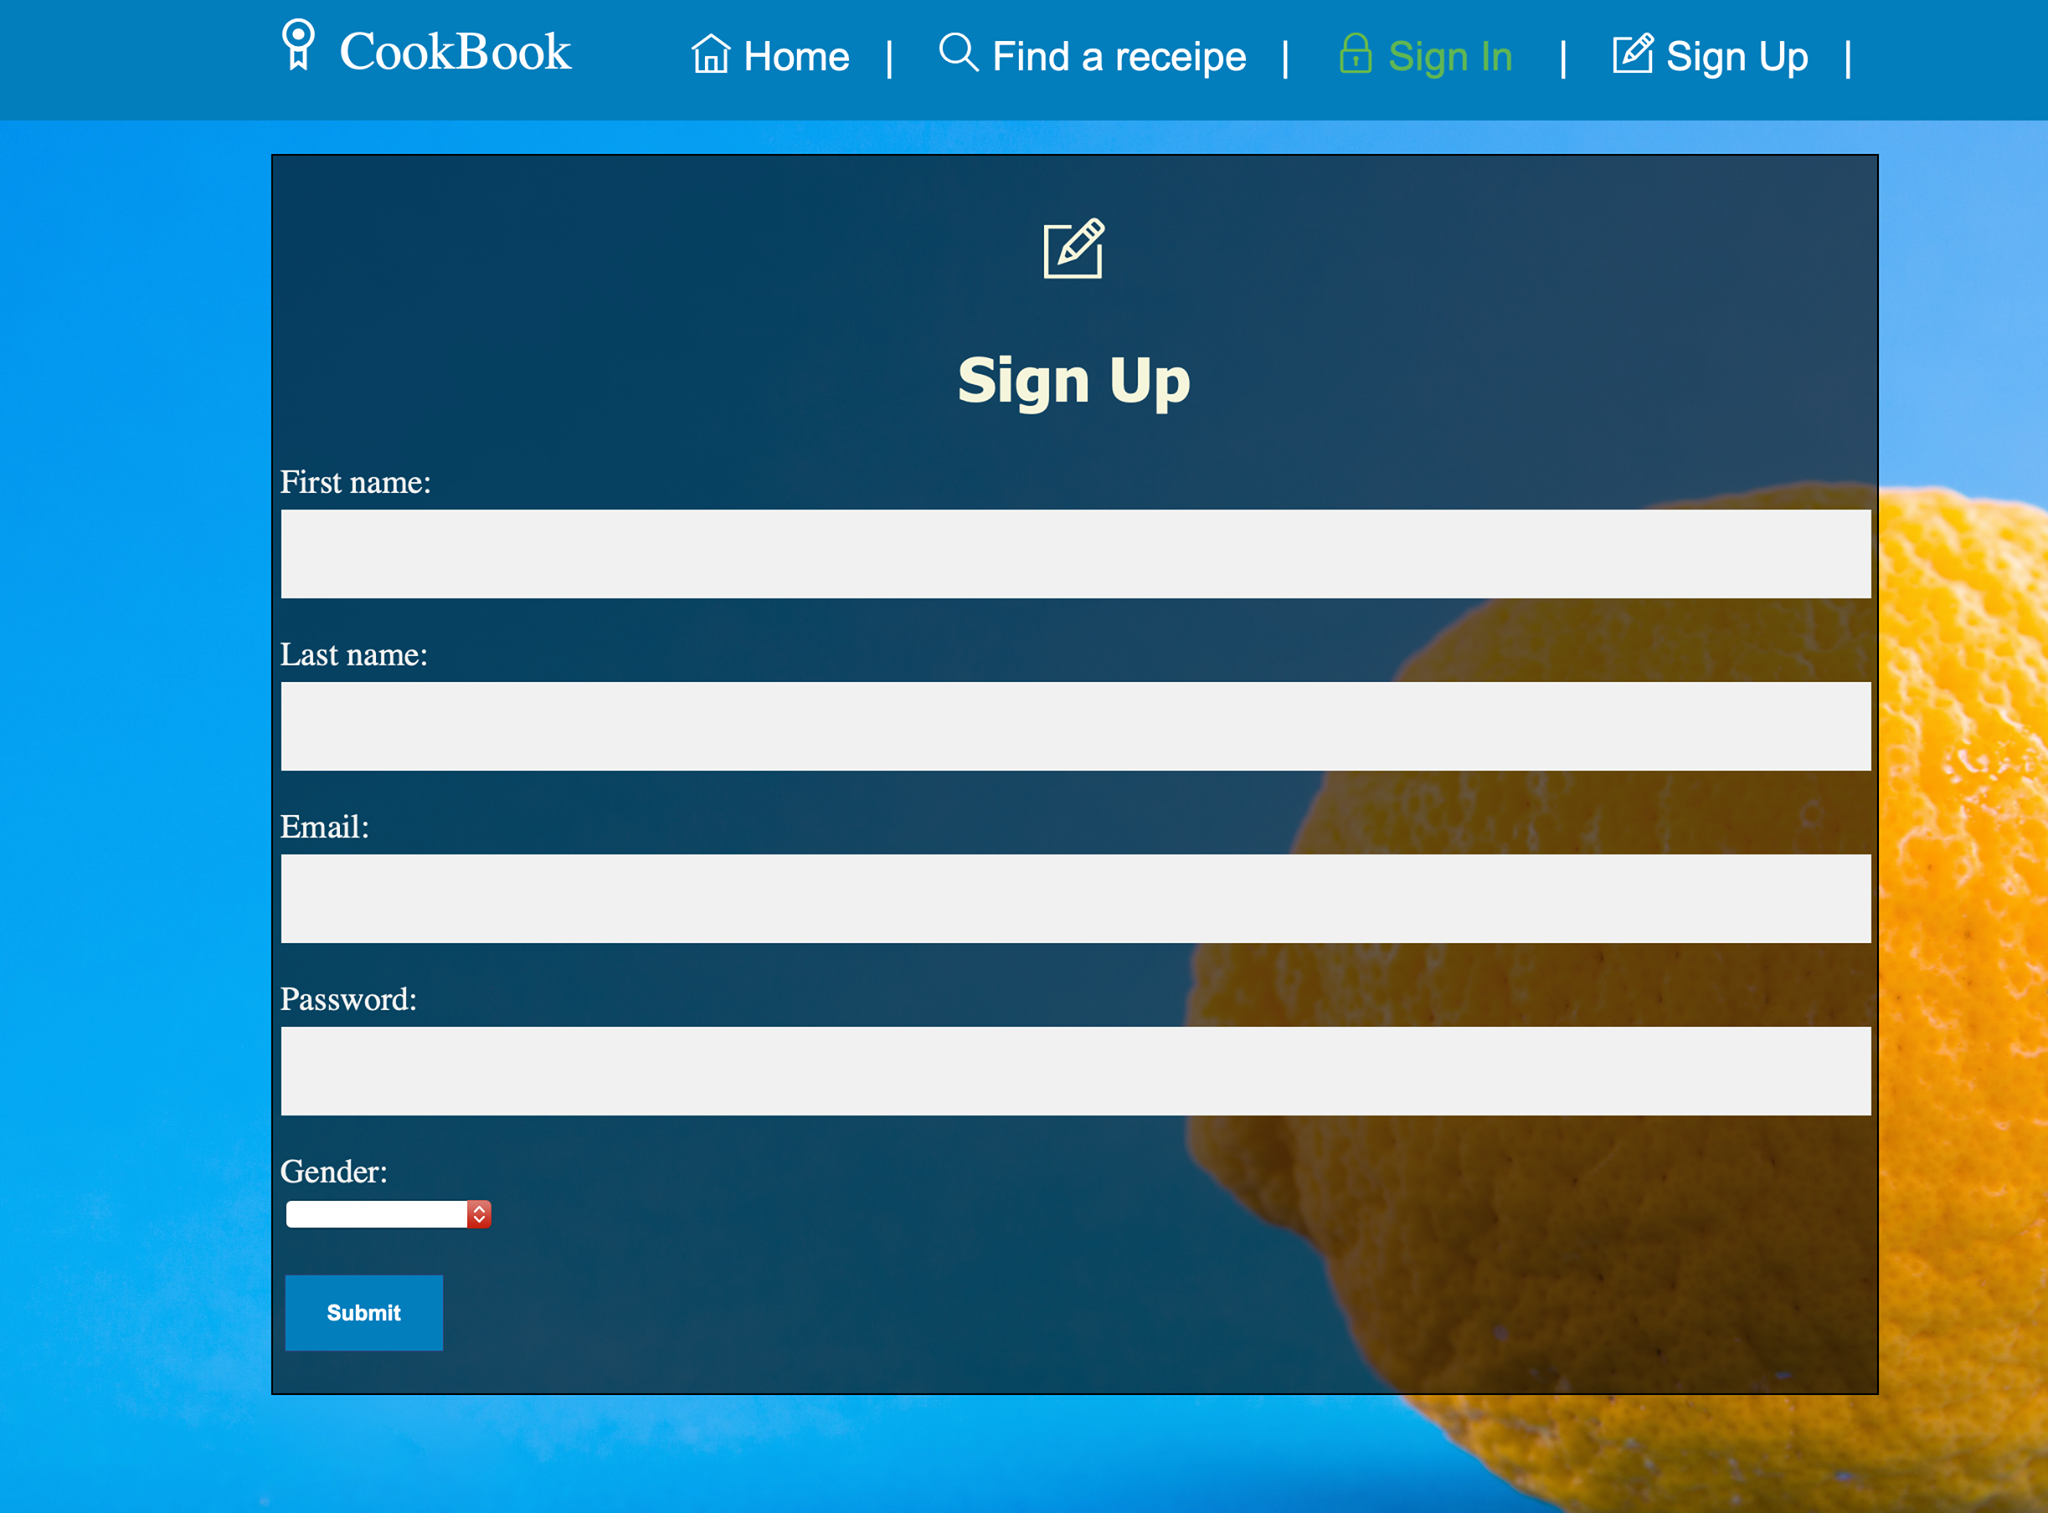 CookBook Home | Find a receipe | Sign In | Sign Up |
Sign Up
First name:
Last name:
Email:
Password:
Gender:
Submit